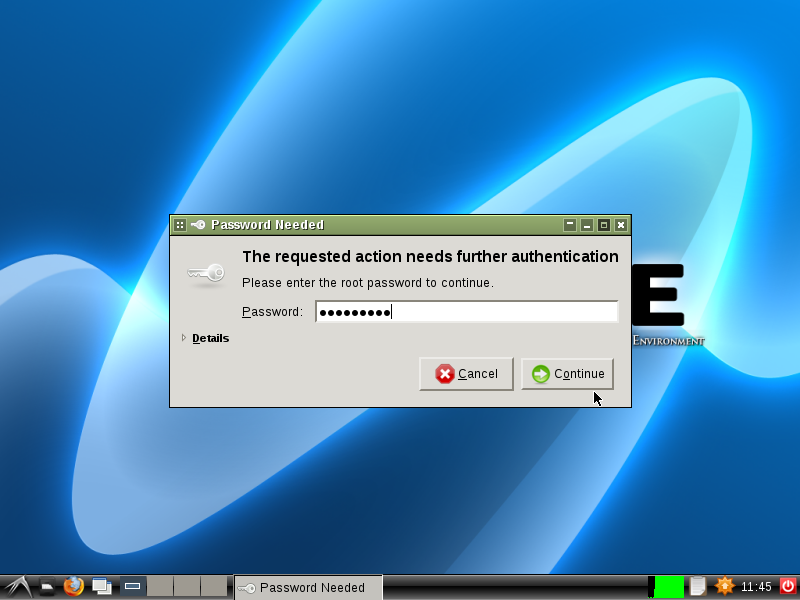 Password Needed
The requested action needs further authentication
Please enter the root password to continue.
Password: ●●●●●●●●●
Details
Cancel
Continue
E
Environment
Password Needed
11:45